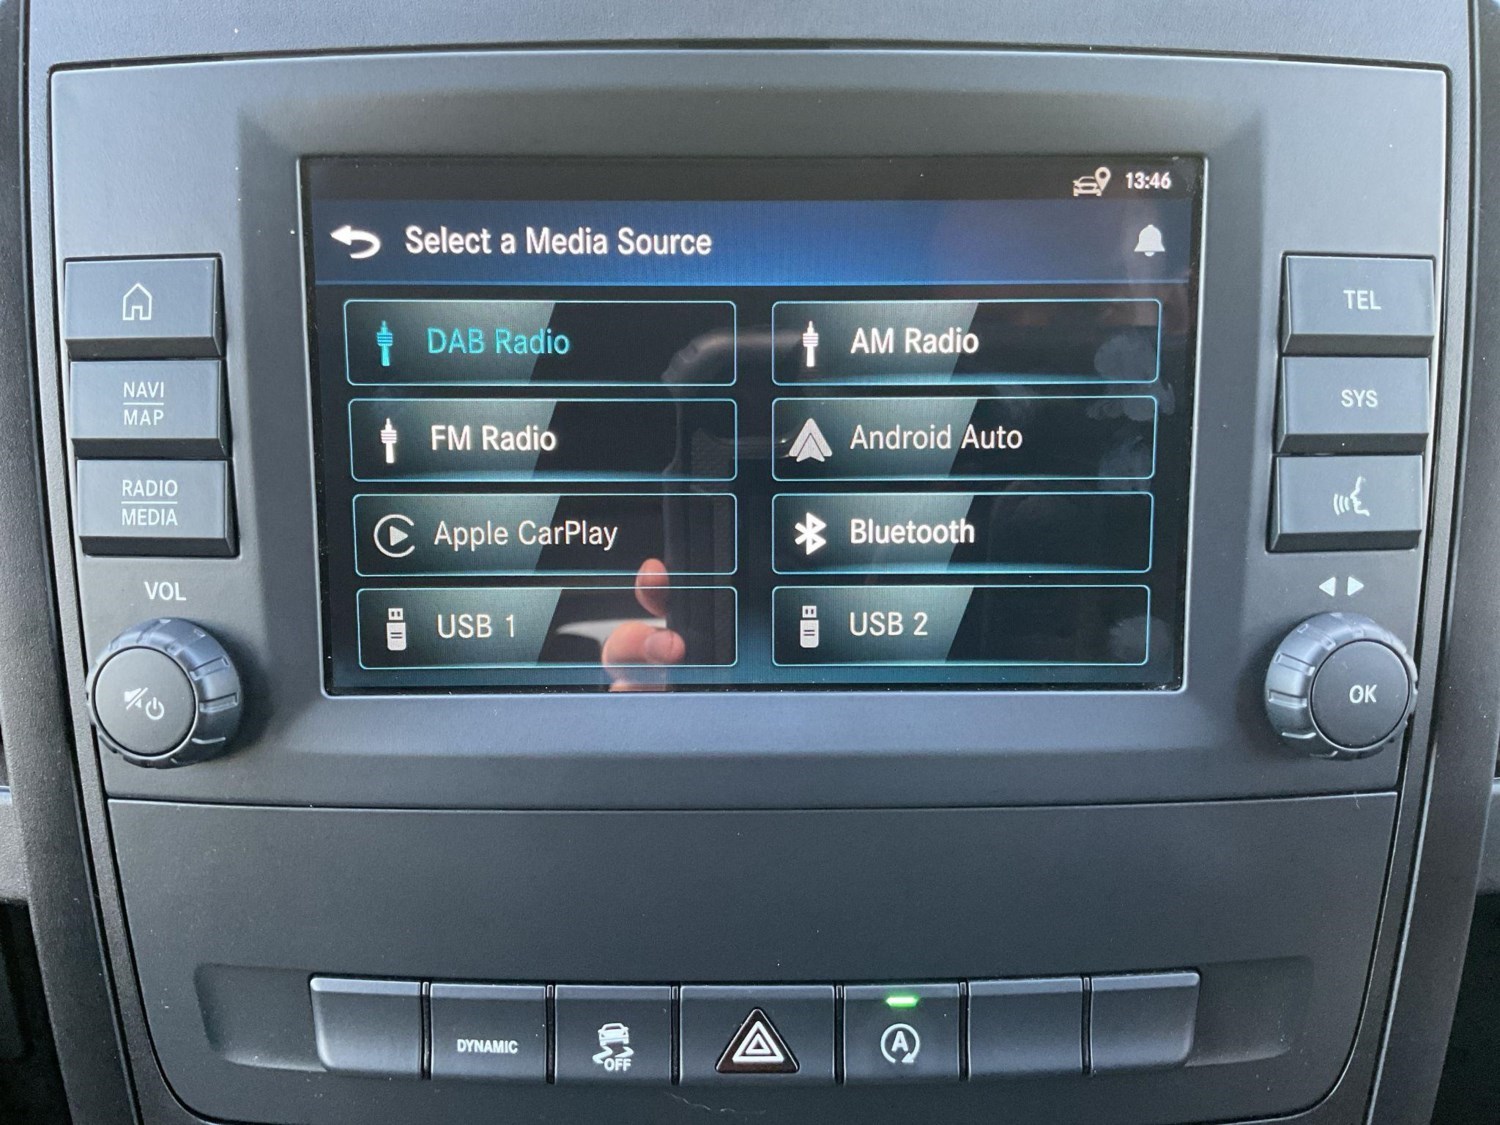 13:46
Select a Media Source
DAB Radio
AM Radio
FM Radio
Android Auto
Apple CarPlay
Bluetooth
USB 1
USB 2
NAVI
MAP
RADIO
MEDIA
VOL
TEL
SYS
OK
DYNAMIC
OFF
A